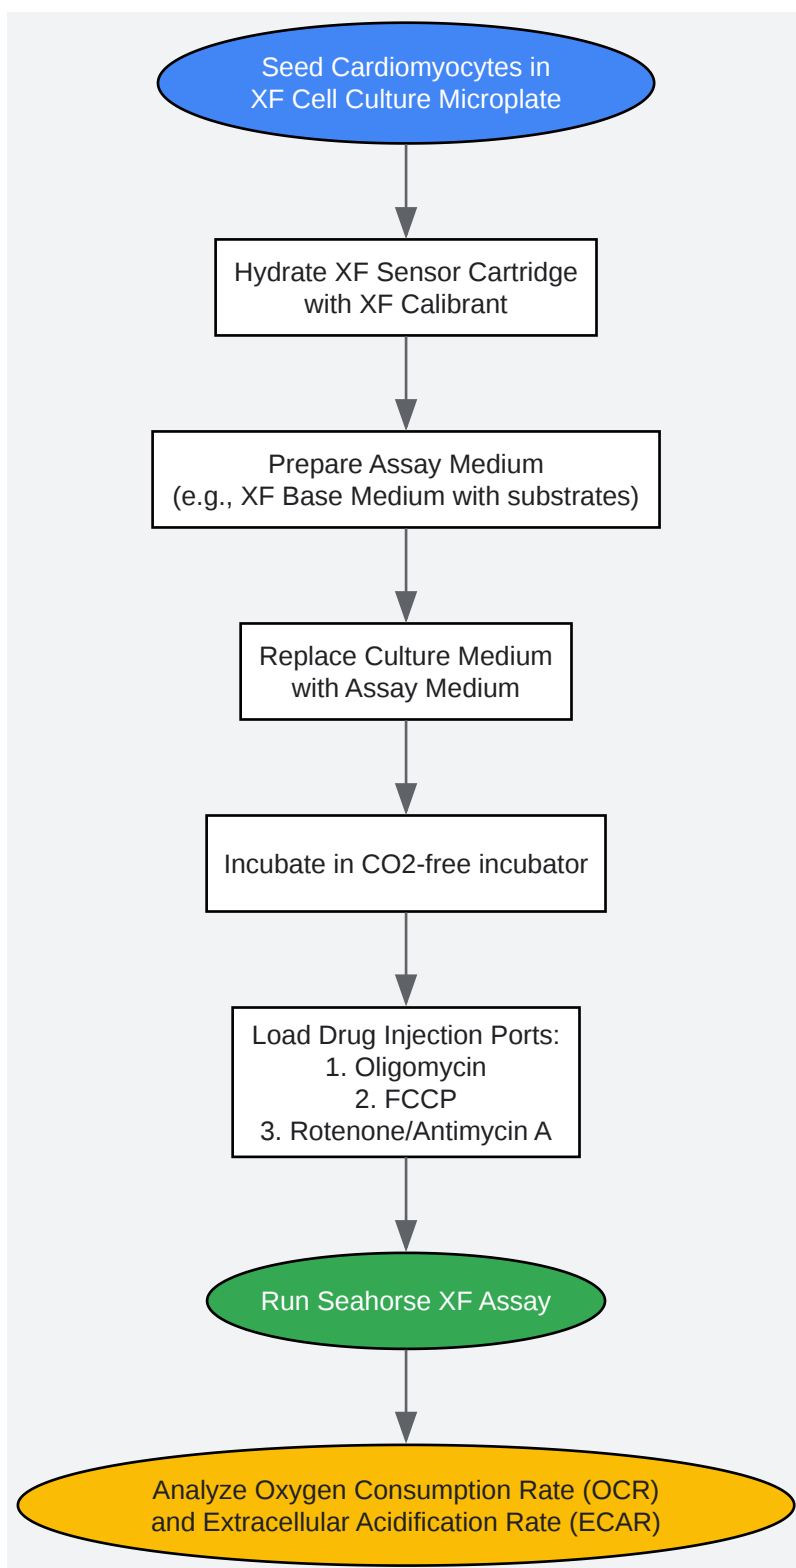 Seed Cardiomyocytes in
XF Cell Culture Microplate
Hydrate XF Sensor Cartridge
with XF Calibrant
Prepare Assay Medium
(e.g., XF Base Medium with substrates)
Replace Culture Medium
with Assay Medium
Incubate in CO2-free incubator
Load Drug Injection Ports:
1. Oligomycin
2. FCCP
3. Rotenone/Antimycin A
Run Seahorse XF Assay
Analyze Oxygen Consumption Rate (OCR)
and Extracellular Acidification Rate (ECAR)